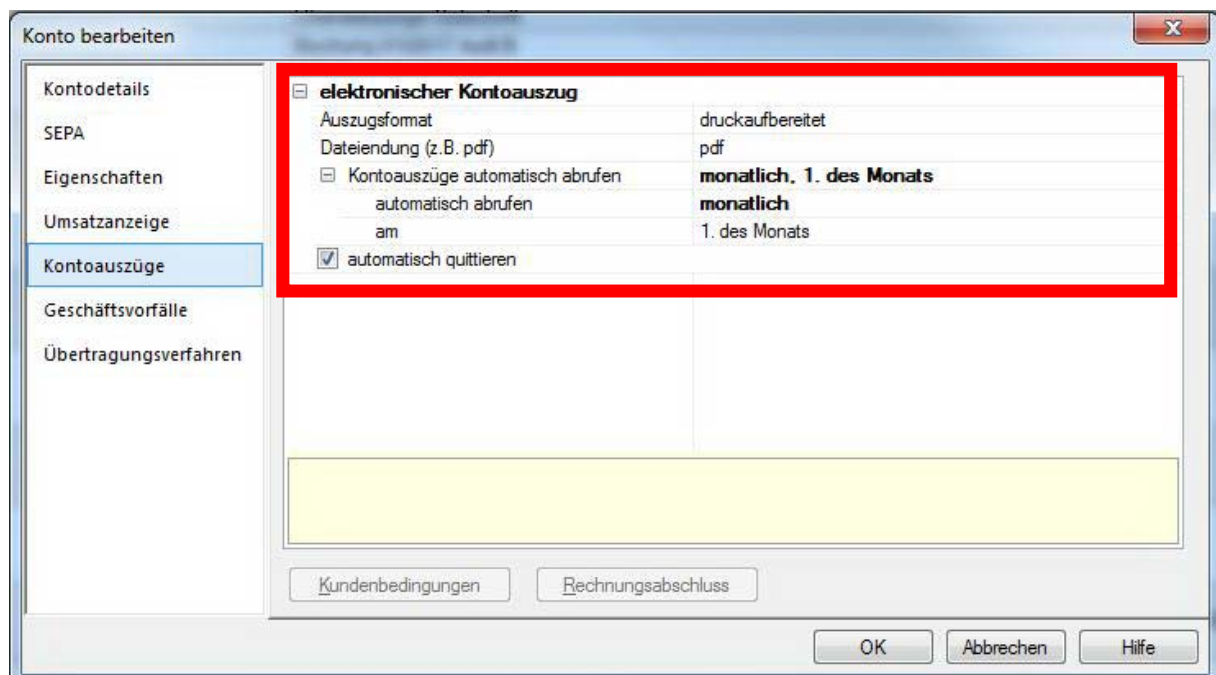 Konto bearbeiten
Kontodetails
SEPA
Eigenschaften
Umsatzanzeige
Kontoauszüge
Geschäftsvorfälle
Übertragungsverfahren
elektronischer Kontoauszug
Auszugsformat druckaufbereitet
Dateiendung (z.B. pdf) pdf
Kontoauszüge automatisch abrufen monatlich, 1. des Monats
automatisch abrufen monatlich
am 1. des Monats
automatisch quittieren
Kundenbedingungen Rechnungsabschluss
OK Abbrechen Hilfe